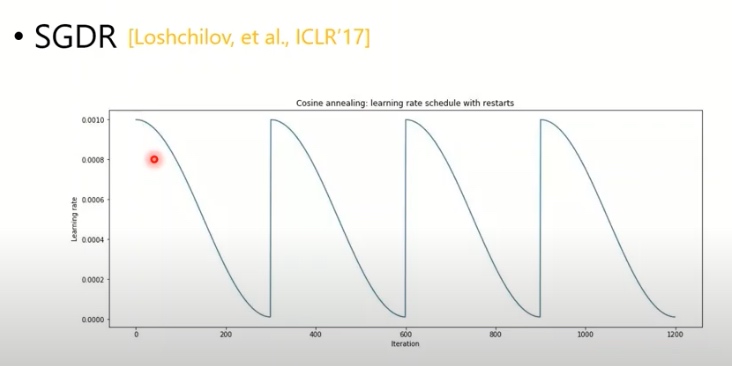 • SGDR [Loshchilov, et al., ICLR'17]
Cosine annealing: learning rate schedule with restarts
0.0010
0.0008
0.0006
0.0004
0.0002
0.0000
Learning rate
0 200 400 600 800 1000 1200
Iteration